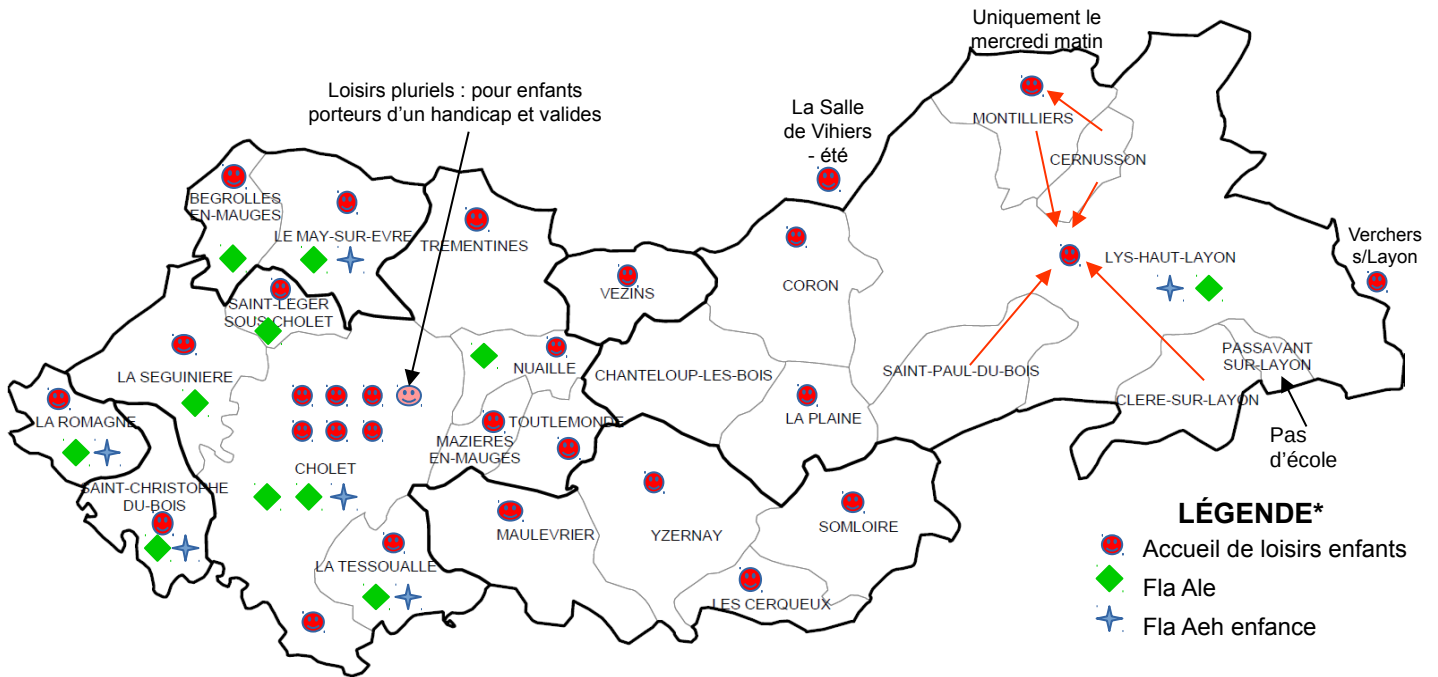 Uniquement le
mercredi matin
Loisirs pluriels : pour enfants
porteurs d'un handicap et valides
La Salle
de Vihiers
- été
MONTILLIERS
CERNUSSON
BEGROLLES
EN-MAUGES
LE MAY-SUR-EVRE
TREMENTINES
Verchers
s/Layon
LYS-HAUT-LAYON
CORON
VEZINS
SAINT-LEGER
SOUS-CHOLET
PASSAVANT
SUR-LAYON
NUAILLE
CHANTELOUP-LES-BOIS
SAINT-PAUL-DU-BOIS
LA SEGUINIERE
CLERE-SUR-LAYON
LA PLAINE
LA ROMAGNE
TOUTLEMONDE
MAZIERES
EN-MAUGES
Pas
d'école
CHOLET
SAINT-CHRISTOPHE
DU-BOIS
MAULEVRIER
YZERNAY
SOMLOIRE
LA TESSOUALLE
LES CERQUEUX
LÉGENDE*
Accueil de loisirs enfants
Fla Ale
Fla Aeh enfance